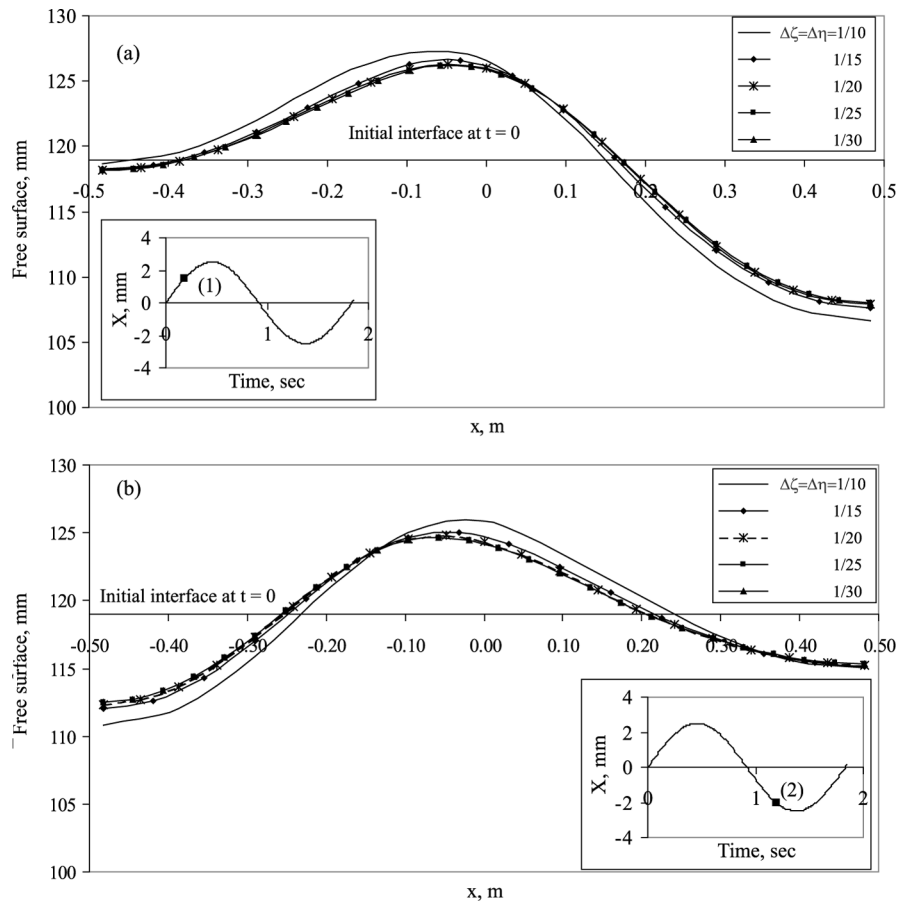 (a)
130
125
120
115
110
105
100
Free surface, mm
Δζ=Δη=1/10
1/15
1/20
1/25
1/30
Initial interface at t = 0
-0.5 -0.4 -0.3 -0.2 -0.1 0 0.1 0.2 0.3 0.4 0.5
4
2
0
-2
-4
X, mm
(1)
0 1 2
Time, sec
x, m
(b)
130
125
120
115
110
105
100
Free surface, mm
Δζ=Δη=1/10
1/15
1/20
1/25
1/30
Initial interface at t = 0
-0.50 -0.40 -0.30 -0.20 -0.10 0.00 0.10 0.20 0.30 0.40 0.50
4
2
0
-2
-4
X, mm
(2)
0 1 2
Time, sec
x, m